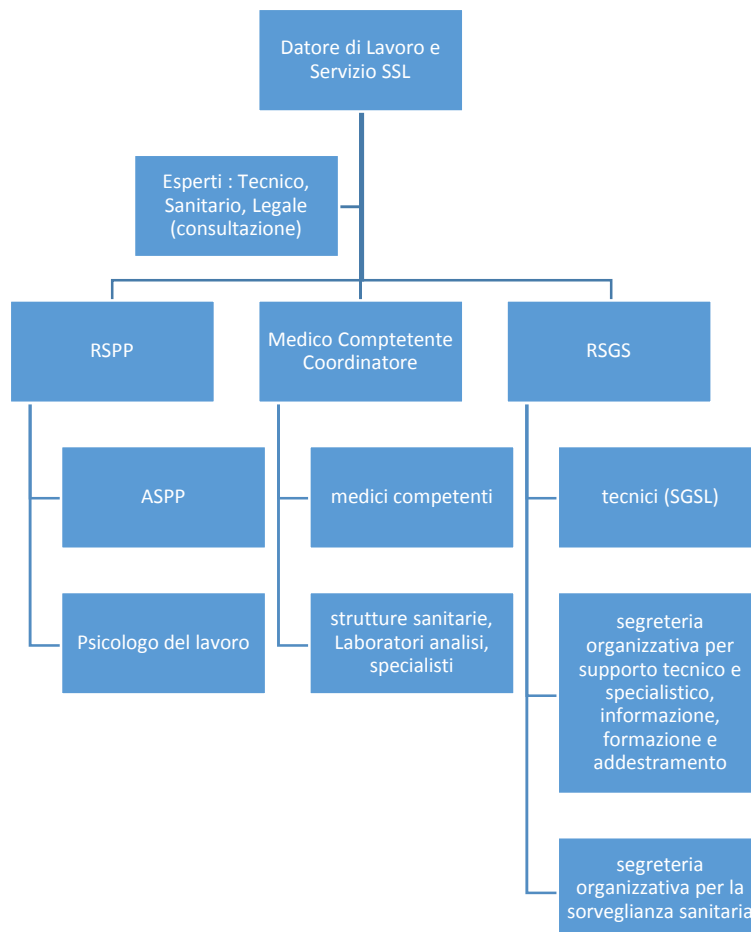 Datore di Lavoro e
Servizio SSL
Esperti : Tecnico,
Sanitario, Legale
(consultazione)
RSPP
Medico Comptetente
Coordinatore
RSGS
ASPP
medici competenti
tecnici (SGSL)
Psicologo del lavoro
strutture sanitarie,
Laboratori analisi,
specialisti
segreteria
organizzativa per
supporto tecnico e
specialistico,
informazione,
formazione e
addestramento
segreteria
organizzativa per la
sorveglianza sanitaria